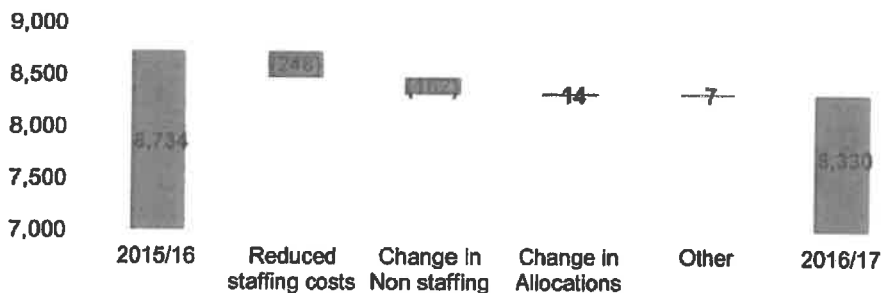 9,000
8,500
8,000
7,500
7,000
8,734
(248)
14
7
8,330
2015/16
Reduced
staffing costs
Change in
Non staffing
Change in
Allocations
Other
2016/17